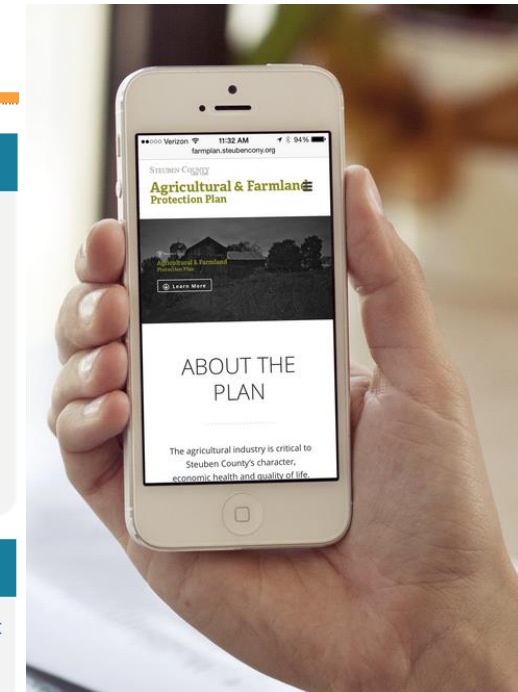 ●●○○○ Verizon 11:32 AM 94%
farmplan.steubencony.org
STEUBEN COUNTY
Agricultural & Farmland
Protection Plan
Agricultural & Farmland
Protection Plan
Learn More
ABOUT THE
PLAN
The agricultural industry is critical to
Steuben County's character,
economic health and quality of life.